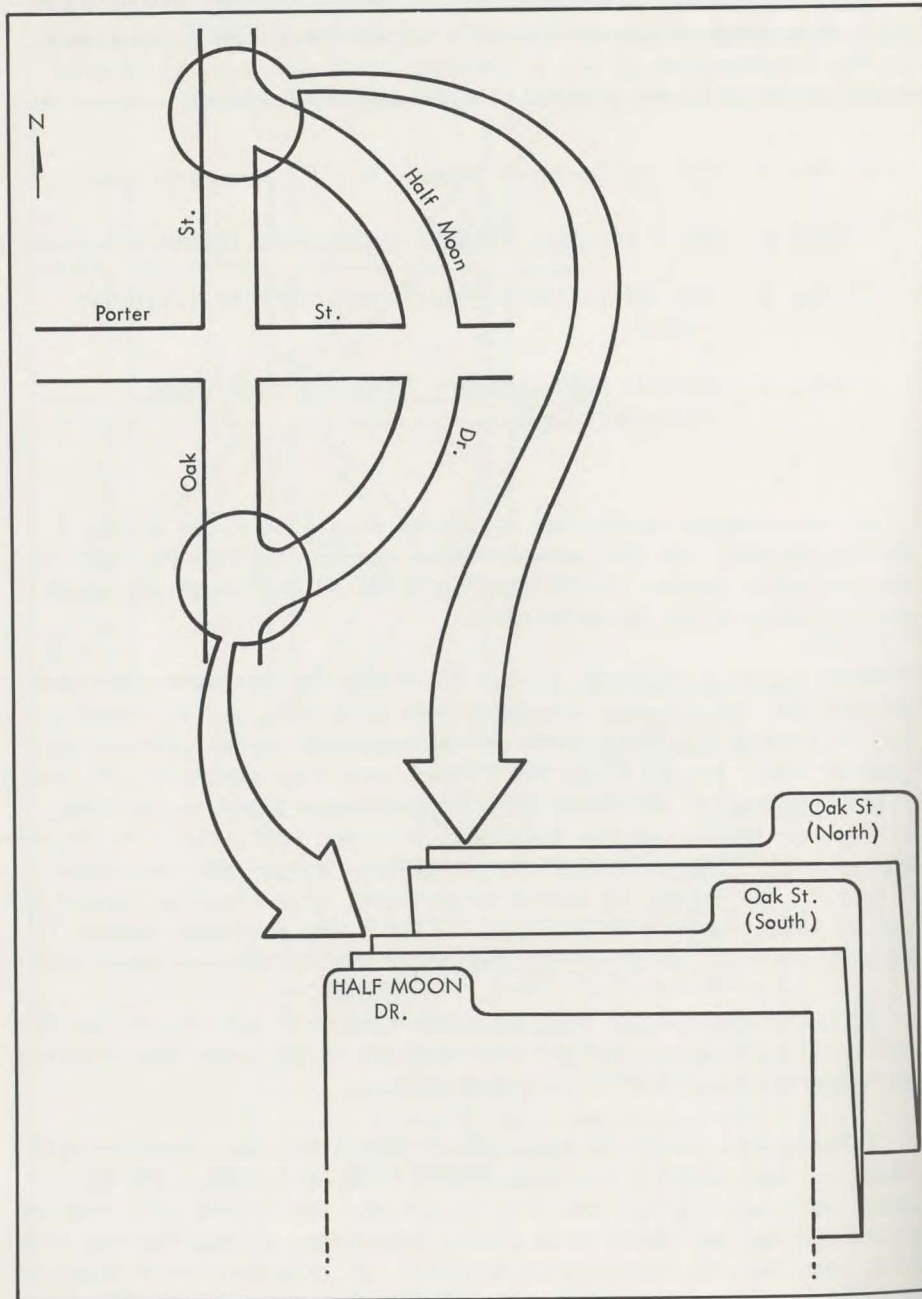 N
St.
Half Moon
Porter
St.
Oak
Dr.
Oak St.
(North)
Oak St.
(South)
HALF MOON
DR.